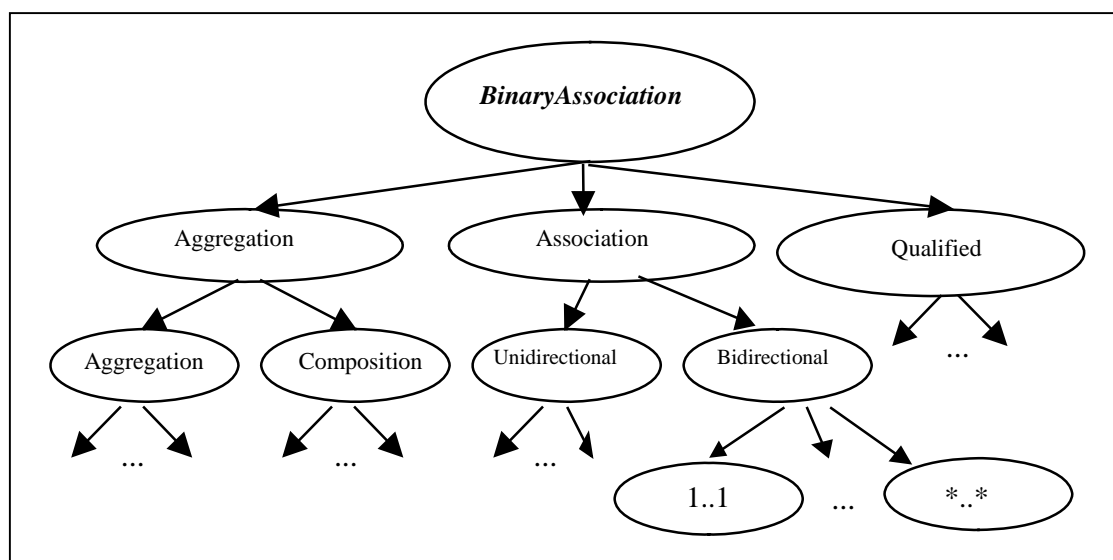 BinaryAssociation
Aggregation
Association
Qualified
Aggregation
Composition
Unidirectional
Bidirectional
...
...
...
...
1..1
...
*..*